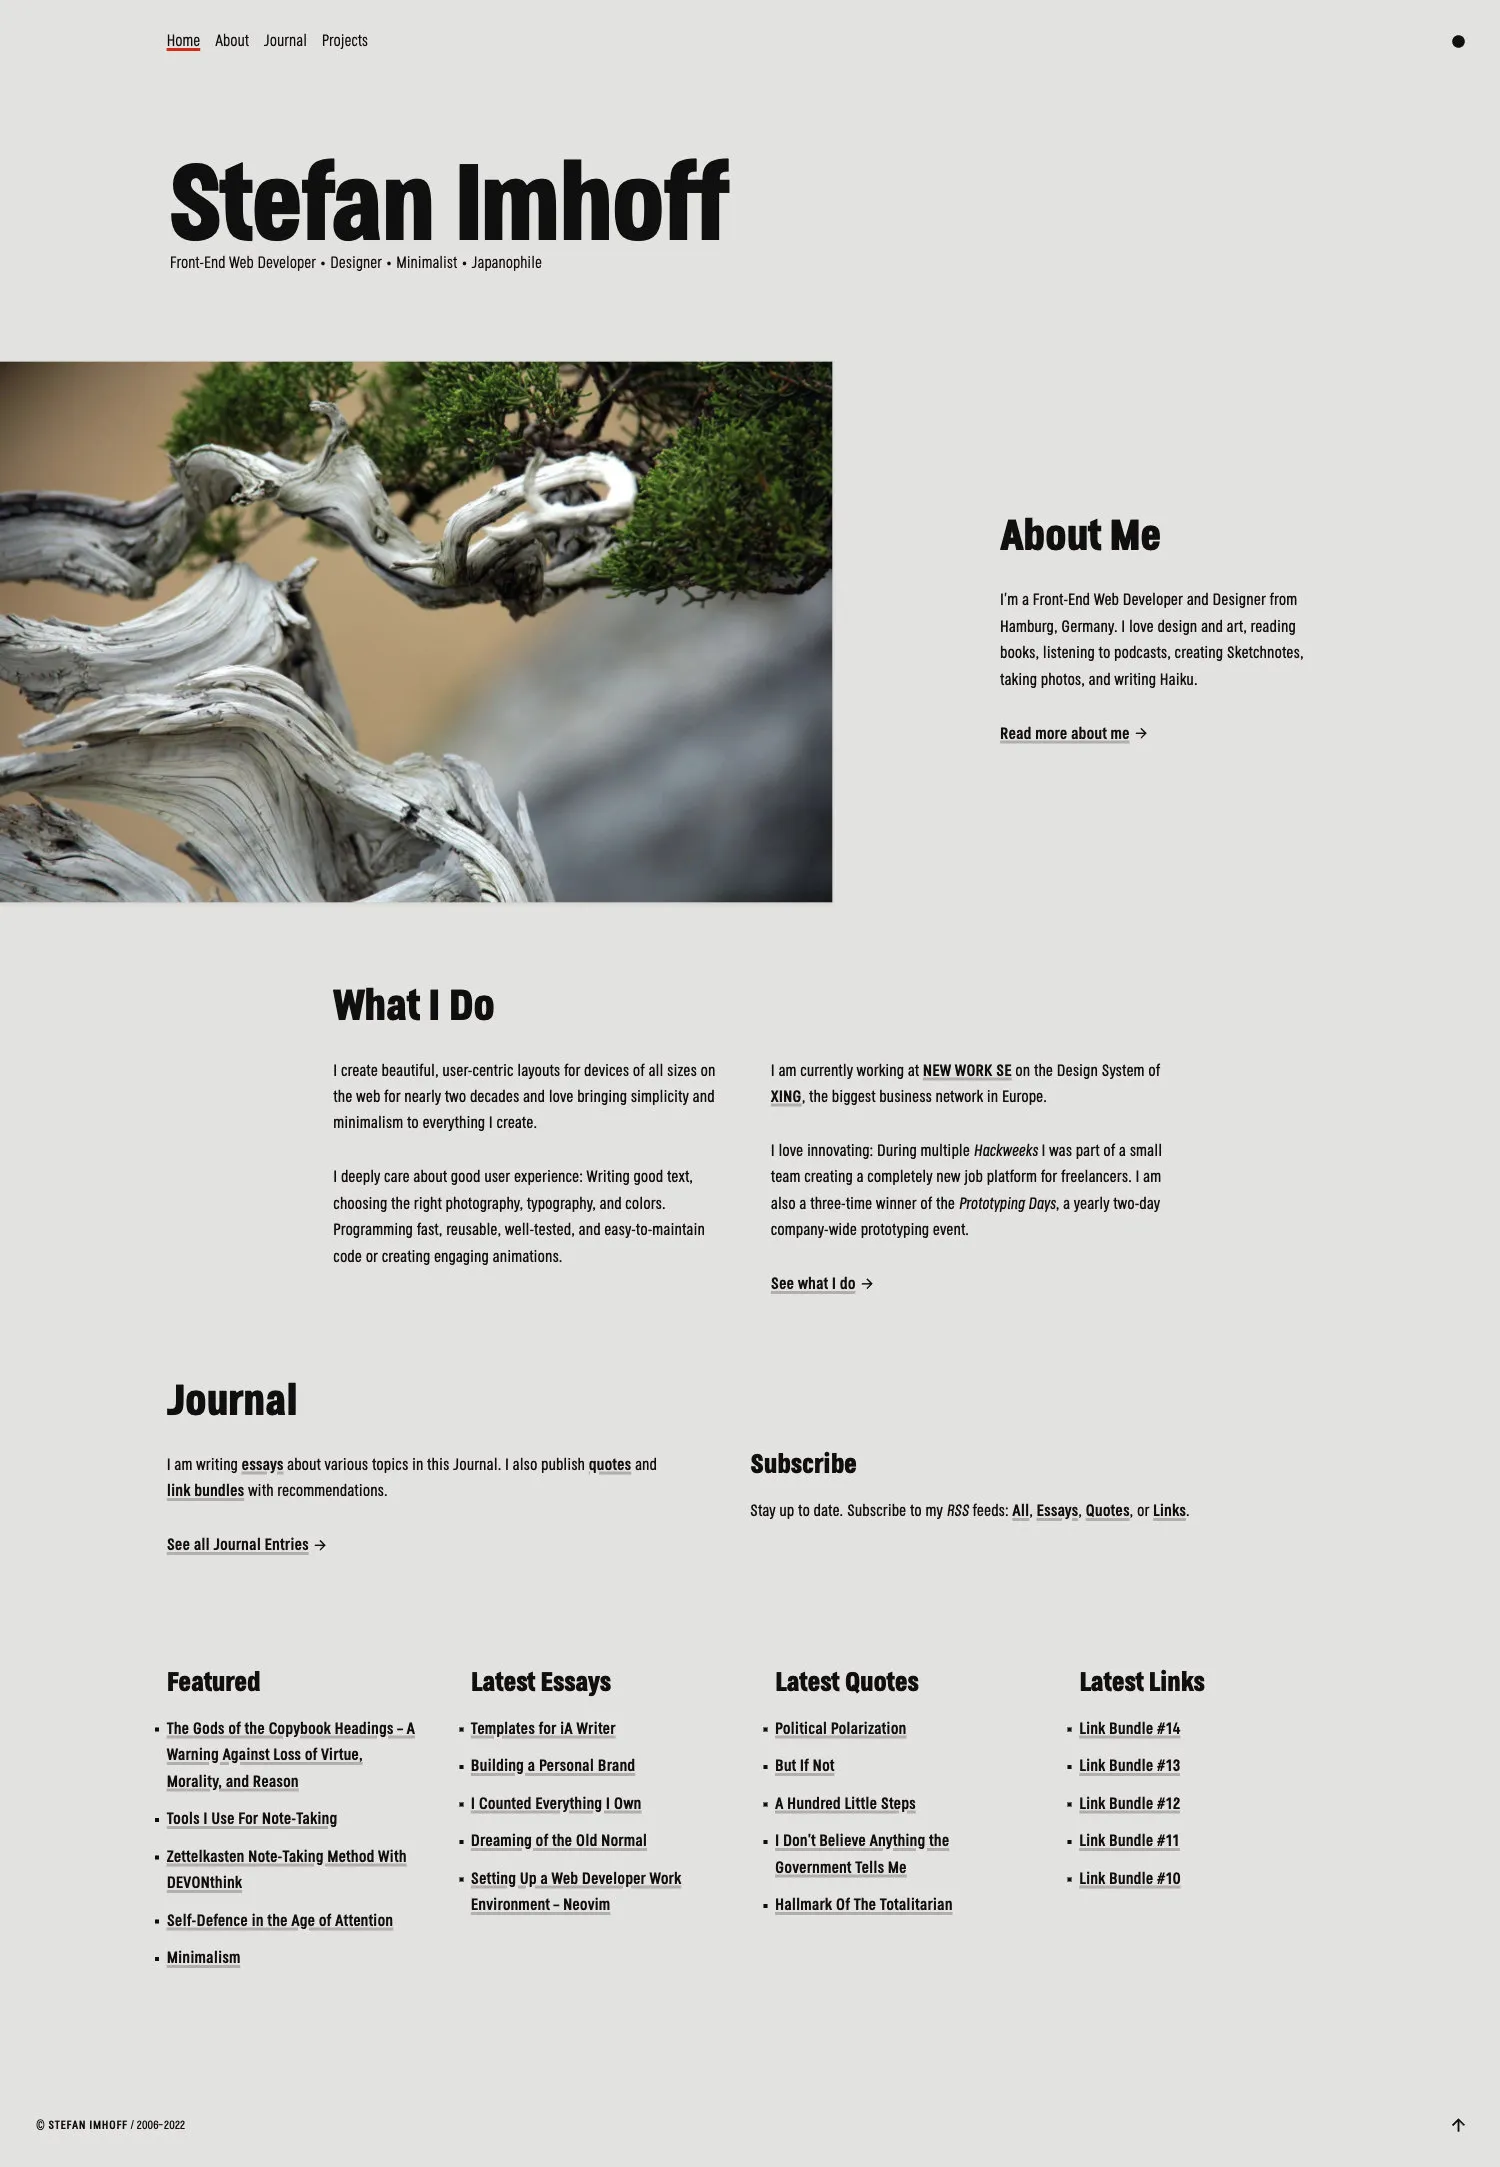 Home About Journal Projects
Stefan Imhoff
Front-End Web Developer • Designer • Minimalist • Japanophile
About Me
I'm a Front-End Web Developer and Designer from
Hamburg, Germany. I love design and art, reading
books, listening to podcasts, creating Sketchnotes,
taking photos, and writing Haiku.
Read more about me →
What I Do
I create beautiful, user-centric layouts for devices of all sizes on
the web for nearly two decades and love bringing simplicity and
minimalism to everything I create.
I deeply care about good user experience: Writing good text,
choosing the right photography, typography, and colors.
Programming fast, reusable, well-tested, and easy-to-maintain
code or creating engaging animations.
I am currently working at NEW WORK SE on the Design System of
XING, the biggest business network in Europe.
I love innovating: During multiple Hackweeks I was part of a small
team creating a completely new job platform for freelancers. I am
also a three-time winner of the Prototyping Days, a yearly two-day
company-wide prototyping event.
See what I do →
Journal
I am writing essays about various topics in this Journal. I also publish quotes and
link bundles with recommendations.
See all Journal Entries →
Subscribe
Stay up to date. Subscribe to my RSS feeds: All, Essays, Quotes, or Links.
Featured
▪ The Gods of the Copybook Headings – A
Warning Against Loss of Virtue,
Morality, and Reason
▪ Tools I Use For Note-Taking
▪ Zettelkasten Note-Taking Method With
DEVONthink
▪ Self-Defence in the Age of Attention
▪ Minimalism
Latest Essays
▪ Templates for iA Writer
▪ Building a Personal Brand
▪ I Counted Everything I Own
▪ Dreaming of the Old Normal
▪ Setting Up a Web Developer Work
Environment – Neovim
Latest Quotes
▪ Political Polarization
▪ But If Not
▪ A Hundred Little Steps
▪ I Don't Believe Anything the
Government Tells Me
▪ Hallmark Of The Totalitarian
Latest Links
▪ Link Bundle #14
▪ Link Bundle #13
▪ Link Bundle #12
▪ Link Bundle #11
▪ Link Bundle #10
© STEFAN IMHOFF / 2006–2022